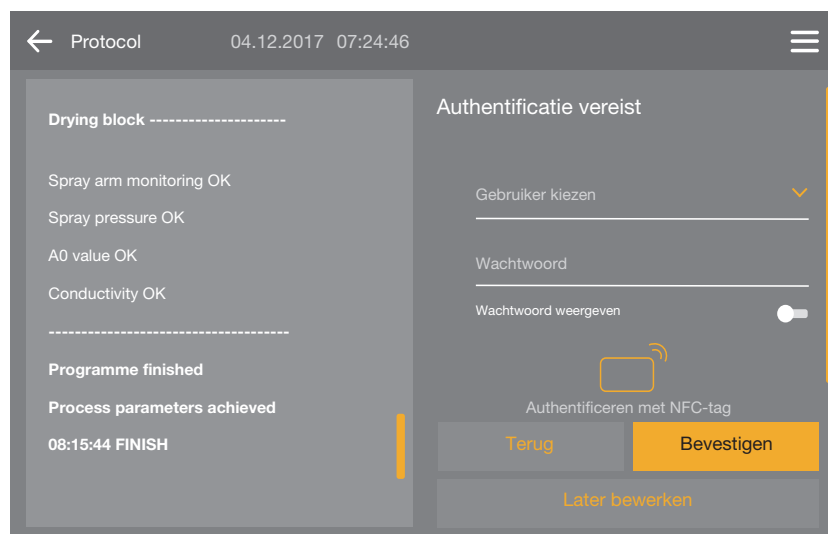 Protocol 04.12.2017 07:24:46
Drying block ---------------------
Spray arm monitoring OK
Spray pressure OK
A0 value OK
Conductivity OK
-------------------------------------
Programme finished
Process parameters achieved
08:15:44 FINISH
Authentificatie vereist
Gebruiker kiezen
Wachtwoord
Wachtwoord weergeven
Authentificeren met NFC-tag
Terug
Bevestigen
Later bewerken